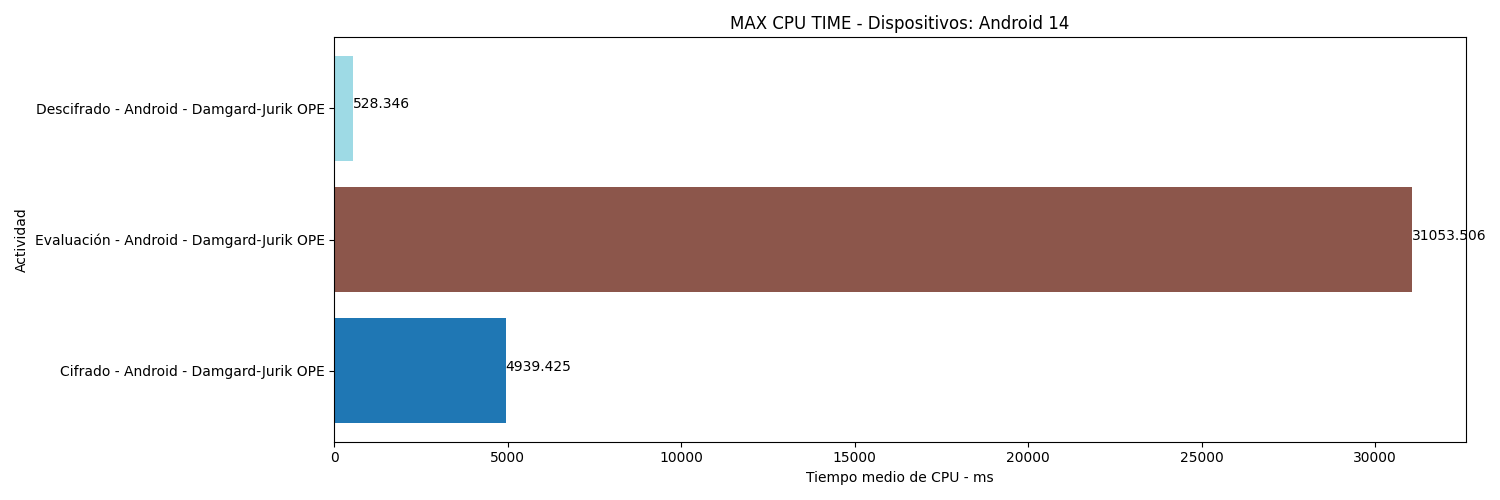 MAX CPU TIME - Dispositivos: Android 14
Actividad
Descifrado - Android - Damgard-Jurik OPE
528.346
Evaluación - Android - Damgard-Jurik OPE
31053.506
Cifrado - Android - Damgard-Jurik OPE
4939.425
0 5000 10000 15000 20000 25000 30000
Tiempo medio de CPU - ms